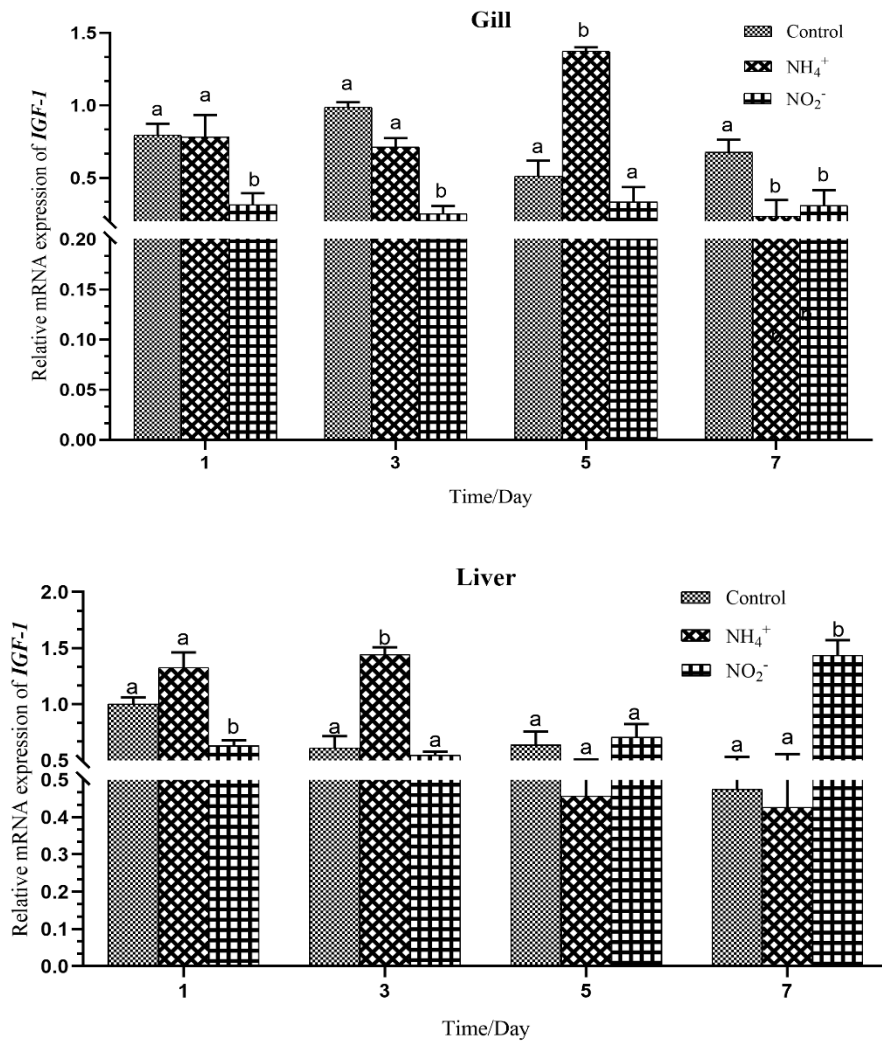 Gill
Relative mRNA expression of IGF-1
1.5
1.0
0.5
0.20
0.15
0.10
0.05
0.00
Control
NH₄⁺
NO₂⁻
a a b
a a b
a b a
a b b
1 3 5 7
Time/Day
Liver
Relative mRNA expression of IGF-1
2.0
1.5
1.0
0.5
0.5
0.4
0.3
0.2
0.1
0.0
Control
NH₄⁺
NO₂⁻
a a b
a b a
a a a
a a b
1 3 5 7
Time/Day